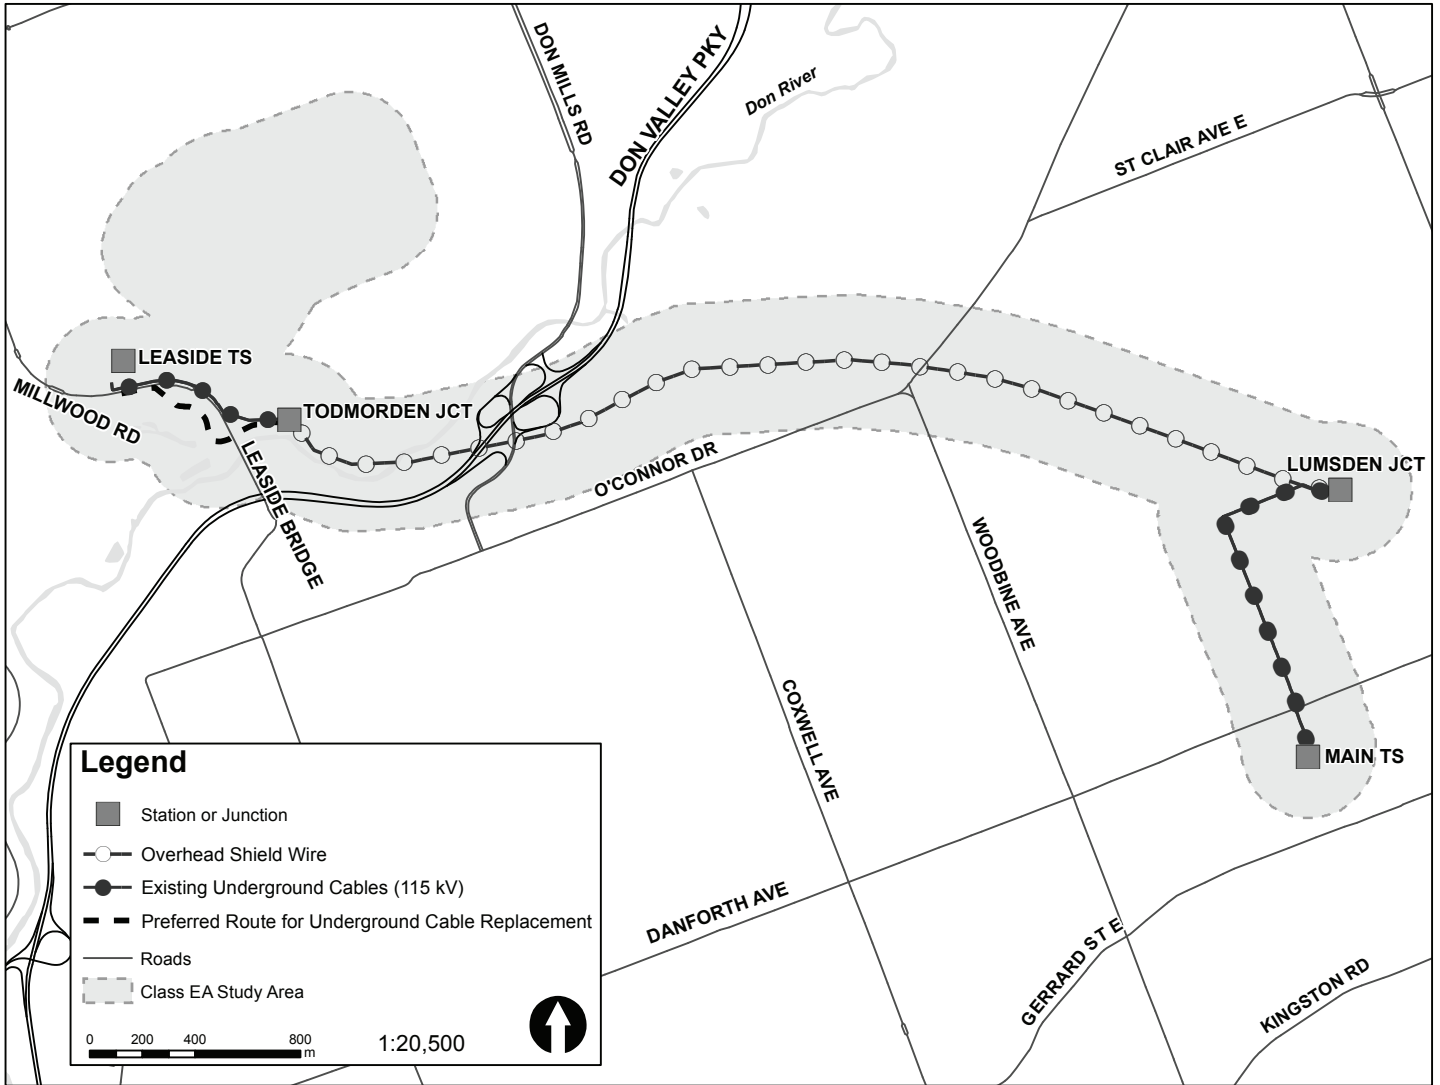 DON MILLS RD
DON VALLEY PKY
Don River
ST CLAIR AVE E
LEASIDE TS
MILLWOOD RD
TODMORDEN JCT
LEASIDE BRIDGE
O'CONNOR DR
LUMSDEN JCT
WOODBINE AVE
COXWELL AVE
MAIN TS
DANFORTH AVE
GERRARD ST E
KINGSTON RD
Legend
Station or Junction
Overhead Shield Wire
Existing Underground Cables (115 kV)
Preferred Route for Underground Cable Replacement
Roads
Class EA Study Area
0 200 400 800
m
1:20,500